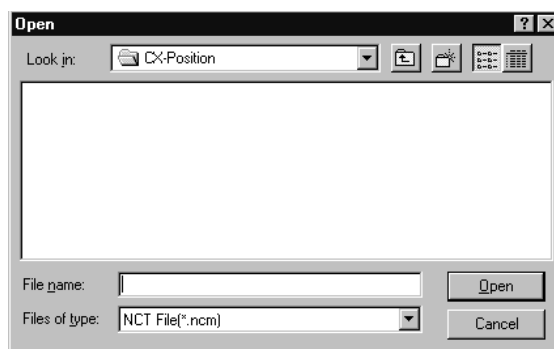 Open
Look in: CX-Position
File name: Open
Files of type: NCT File(*.ncm) Cancel